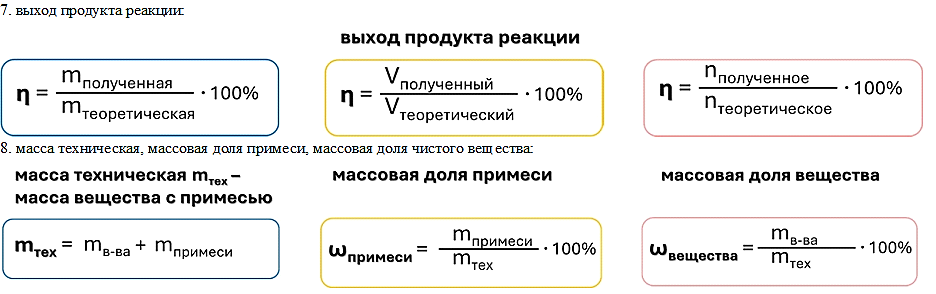 7. выход продукта реакции:
выход продукта реакции
η = mполученная / mтеоретическая · 100%
η = Vполученный / Vтеоретический · 100%
η = nполученное / nтеоретическое · 100%
8. масса техническая, массовая доля примеси, массовая доля чистого вещества:
масса техническая mтех –
масса вещества с примесью
mтех = mв-ва + mпримеси
массовая доля примеси
ωпримеси = mпримеси / mтех · 100%
массовая доля вещества
ωвещества = mв-ва / mтех · 100%